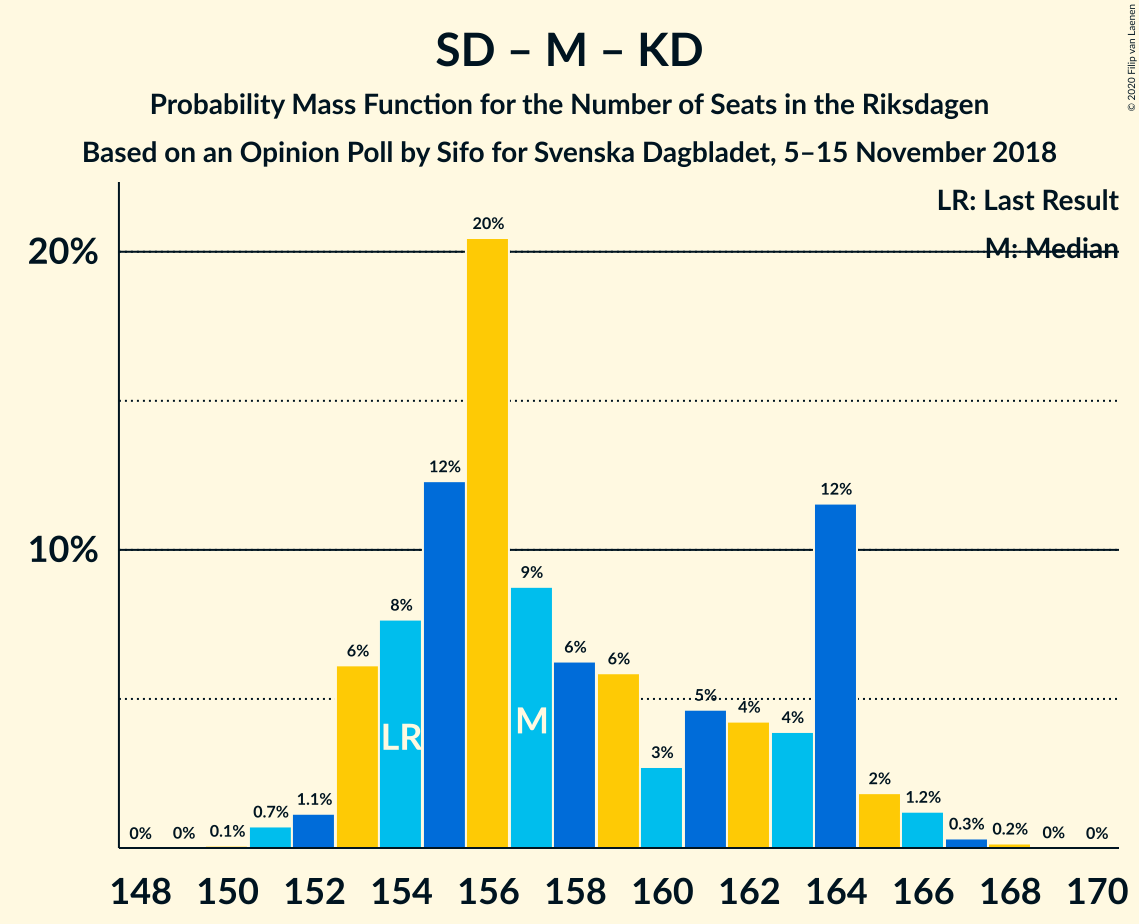 SD – M – KD
Probability Mass Function for the Number of Seats in the Riksdagen
Based on an Opinion Poll by Sifo for Svenska Dagbladet, 5–15 November 2018
© 2020 Filip van Laenen
LR: Last Result
M: Median
20%
10%
0% 0% 0.1% 0.7% 1.1% 6% 8% 12% 20% 9% 6% 6% 3% 5% 4% 4% 12% 2% 1.2% 0.3% 0.2% 0% 0%
LR M
148 150 152 154 156 158 160 162 164 166 168 170